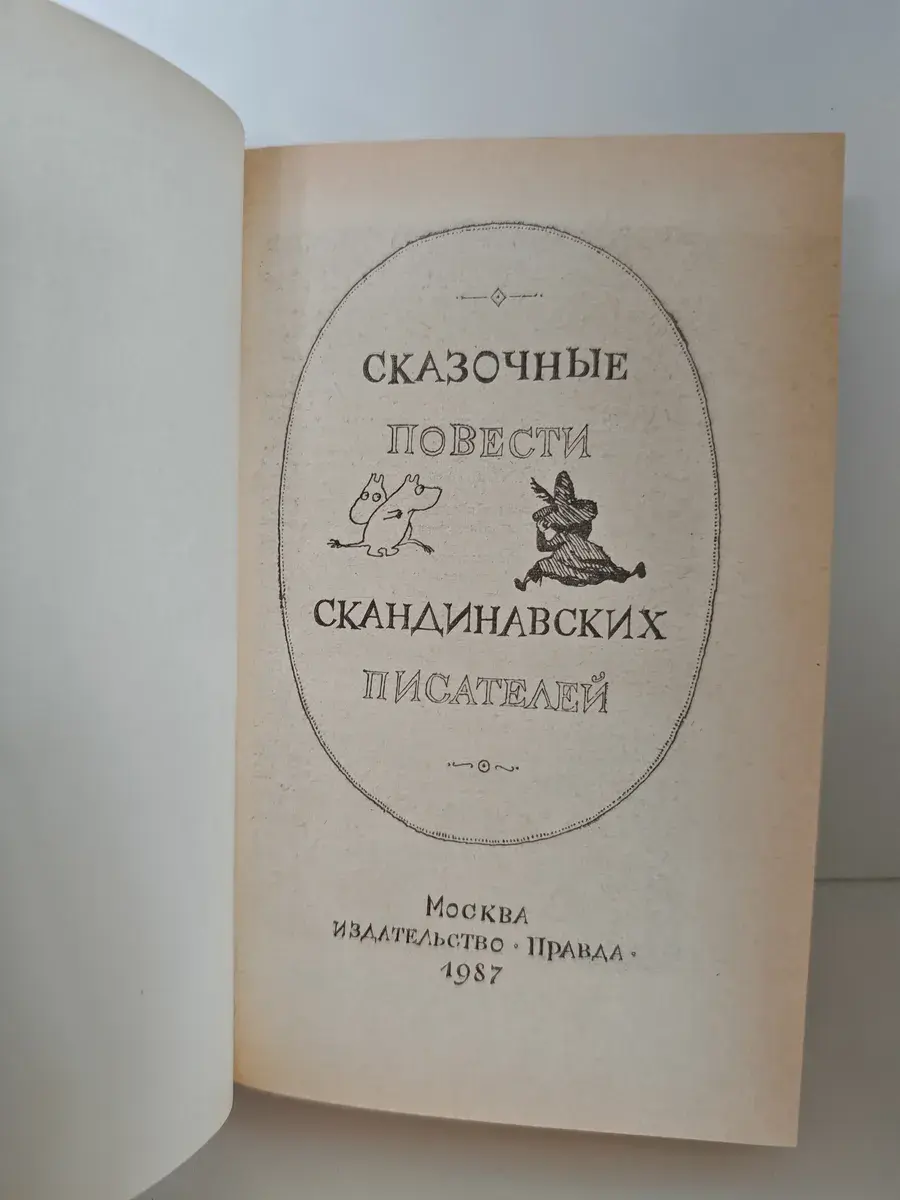 СКАЗОЧНЫЕ
ПОВЕСТИ
СКАНДИНАВСКИХ
ПИСАТЕЛЕЙ
МОСКВА
ИЗДАТЕЛЬСТВО • ПРАВДА •
1987